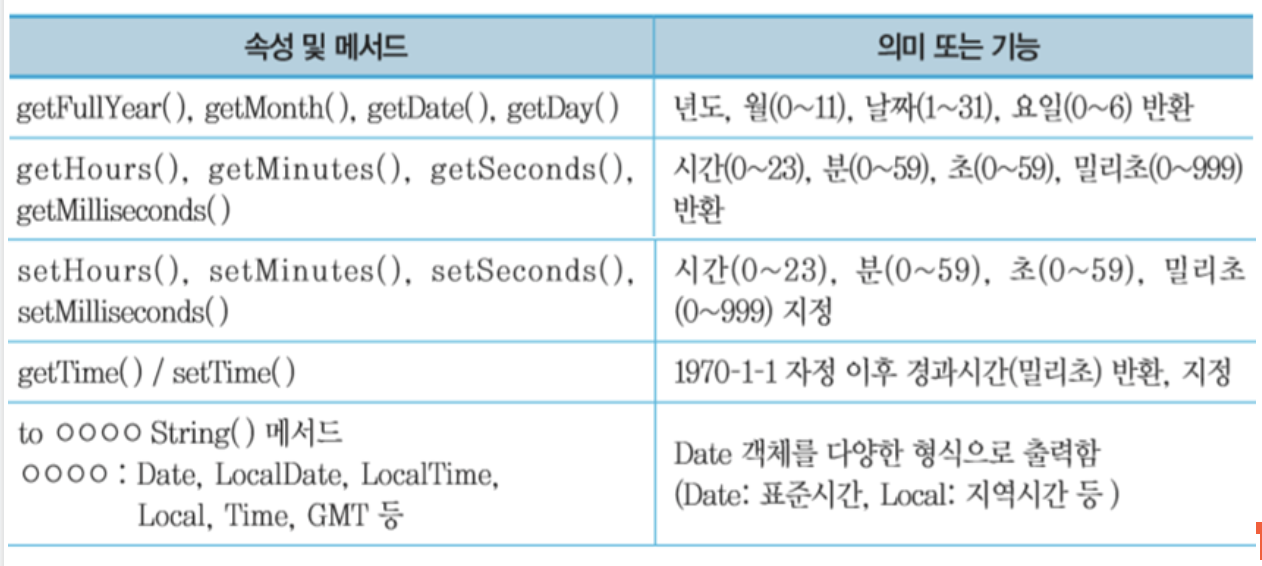 속성 및 메서드 의미 또는 기능
getFullYear(), getMonth(), getDate(), getDay() 년도, 월(0~11), 날짜(1~31), 요일(0~6) 반환
getHours(), getMinutes(), getSeconds(), 시간(0~23), 분(0~59), 초(0~59), 밀리초(0~999)
getMilliseconds() 반환
setHours(), setMinutes(), setSeconds(), 시간(0~23), 분(0~59), 초(0~59), 밀리초
setMilliseconds() (0~999) 지정
getTime() / setTime() 1970-1-1 자정 이후 경과시간(밀리초) 반환, 지정
to ㅇㅇㅇㅇ String() 메서드
ㅇㅇㅇㅇ : Date, LocalDate, LocalTime,
Local, Time, GMT 등
Date 객체를 다양한 형식으로 출력함
(Date: 표준시간, Local: 지역시간 등 )